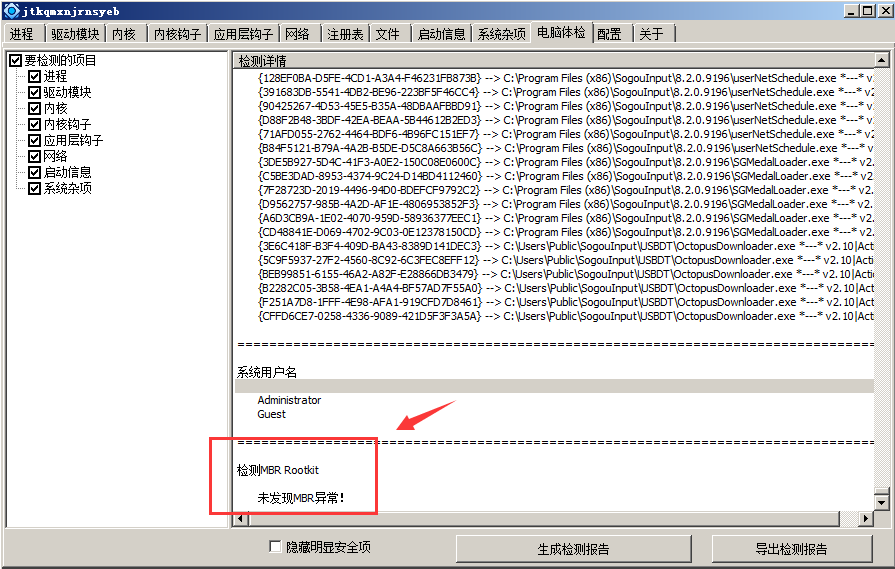 jtkqmxnjrnsyeb
进程 驱动模块 内核 内核钩子 应用层钩子 网络 注册表 文件 启动信息 系统杂项 电脑体检 配置 关于
要检测的项目
进程
驱动模块
内核
内核钩子
应用层钩子
网络
启动信息
系统杂项
检测详情
{128EF0BA-D5FE-4CD1-A3A4-F46231FB873B} --> C:\Program Files (x86)\SogouInput\8.2.0.9196\userNetSchedule.exe *---* v2.
{391683DB-5541-4DB2-BE96-223BF5F46CC4} --> C:\Program Files (x86)\SogouInput\8.2.0.9196\userNetSchedule.exe *---* v2.
{90425267-4D53-45E5-B35A-48DBAAFBBD91} --> C:\Program Files (x86)\SogouInput\8.2.0.9196\userNetSchedule.exe *---* v2.
{D88F2B48-3BDF-42EA-BEAA-5B44612B2ED3} --> C:\Program Files (x86)\SogouInput\8.2.0.9196\userNetSchedule.exe *---* v2
{71AFD055-2762-4464-BDF6-4B96FC151EF7} --> C:\Program Files (x86)\SogouInput\8.2.0.9196\userNetSchedule.exe *---* v2
{B84F5121-B79A-4A2B-B5DE-D5C8A663B56C} --> C:\Program Files (x86)\SogouInput\8.2.0.9196\userNetSchedule.exe *---* v2
{3DE5B927-5D4C-41F3-A0E2-150C08E0600C} --> C:\Program Files (x86)\SogouInput\8.2.0.9196\SGMedalLoader.exe *---* v2.
{C5BE3DAD-8953-4374-9C24-D14BD4112460} --> C:\Program Files (x86)\SogouInput\8.2.0.9196\SGMedalLoader.exe *---* v2.
{7F28723D-2019-4496-94D0-BDEFCF9792C2} --> C:\Program Files (x86)\SogouInput\8.2.0.9196\SGMedalLoader.exe *---* v2.
{D9562757-985B-4A2D-AF1E-4806953852F3} --> C:\Program Files (x86)\SogouInput\8.2.0.9196\SGMedalLoader.exe *---* v2.
{A6D3CB9A-1E02-4070-959D-58936377EEC1} --> C:\Program Files (x86)\SogouInput\8.2.0.9196\SGMedalLoader.exe *---* v2.
{CD48841E-D069-4702-9C03-0E12378150CD} --> C:\Program Files (x86)\SogouInput\8.2.0.9196\SGMedalLoader.exe *---* v2.
{3E6C418F-B3F4-409D-BA43-8389D141DEC3} --> C:\Users\Public\SogouInput\USBDT\OctopusDownloader.exe *---* v2.10|Acti
{5C9F5937-27F2-4560-8C92-6C3FEC8EFF12} --> C:\Users\Public\SogouInput\USBDT\OctopusDownloader.exe *---* v2.10|Acti
{BEB99851-6155-46A2-A82F-E28866DB3479} --> C:\Users\Public\SogouInput\USBDT\OctopusDownloader.exe *---* v2.10|Acti
{B2282C05-3B58-4EA1-A4A4-BF57AD7F55A0} --> C:\Users\Public\SogouInput\USBDT\OctopusDownloader.exe *---* v2.10|Act
{F251A7D8-1FFF-4E98-AFA1-919CFD7D8461} --> C:\Users\Public\SogouInput\USBDT\OctopusDownloader.exe *---* v2.10|Acti
{CFFD6CE7-0258-4336-9089-421D5F3F3A5A} --> C:\Users\Public\SogouInput\USBDT\OctopusDownloader.exe *---* v2.10|Act
系统用户名
Administrator
Guest
检测MBR Rootkit
未发现MBR异常!
隐藏明显安全项
生成检测报告
导出检测报告